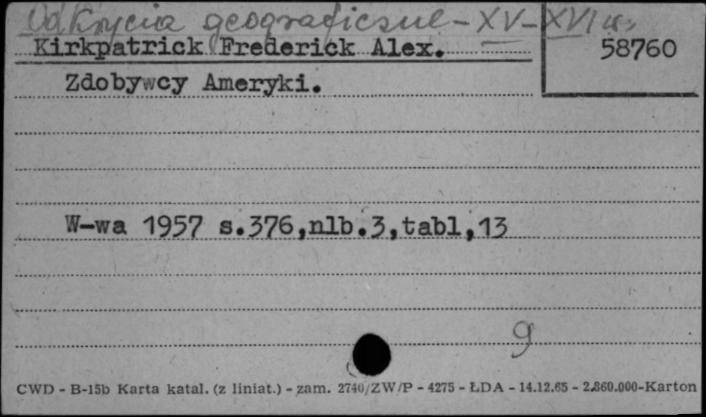 Odkrycia geograficzne - XV-XVI w.
Kirkpatrick Frederick Alex.
58760
Zdobywcy Ameryki.
W-wa 1957 s.376,nlb.3,tabl,13
9
CWD - B-15b Karta katal. (z liniat.) - zam. 2740/ZW/P - 4275 - ŁDA - 14.12.65 - 2.860.000-Karton